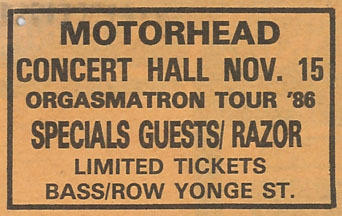 MOTORHEAD
CONCERT HALL NOV. 15
ORGASMATRON TOUR '86
SPECIALS GUESTS/ RAZOR
LIMITED TICKETS
BASS/ROW YONGE ST.